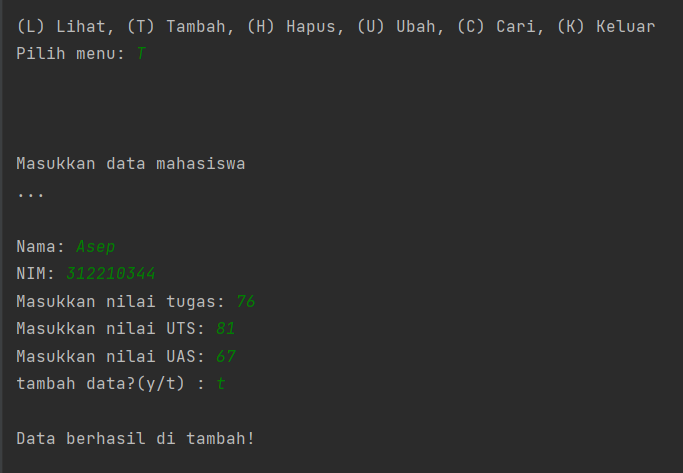 (L) Lihat, (T) Tambah, (H) Hapus, (U) Ubah, (C) Cari, (K) Keluar
Pilih menu: T
Masukkan data mahasiswa
...
Nama: Asep
NIM: 312210344
Masukkan nilai tugas: 76
Masukkan nilai UTS: 81
Masukkan nilai UAS: 67
tambah data?(y/t) : t
Data berhasil di tambah!